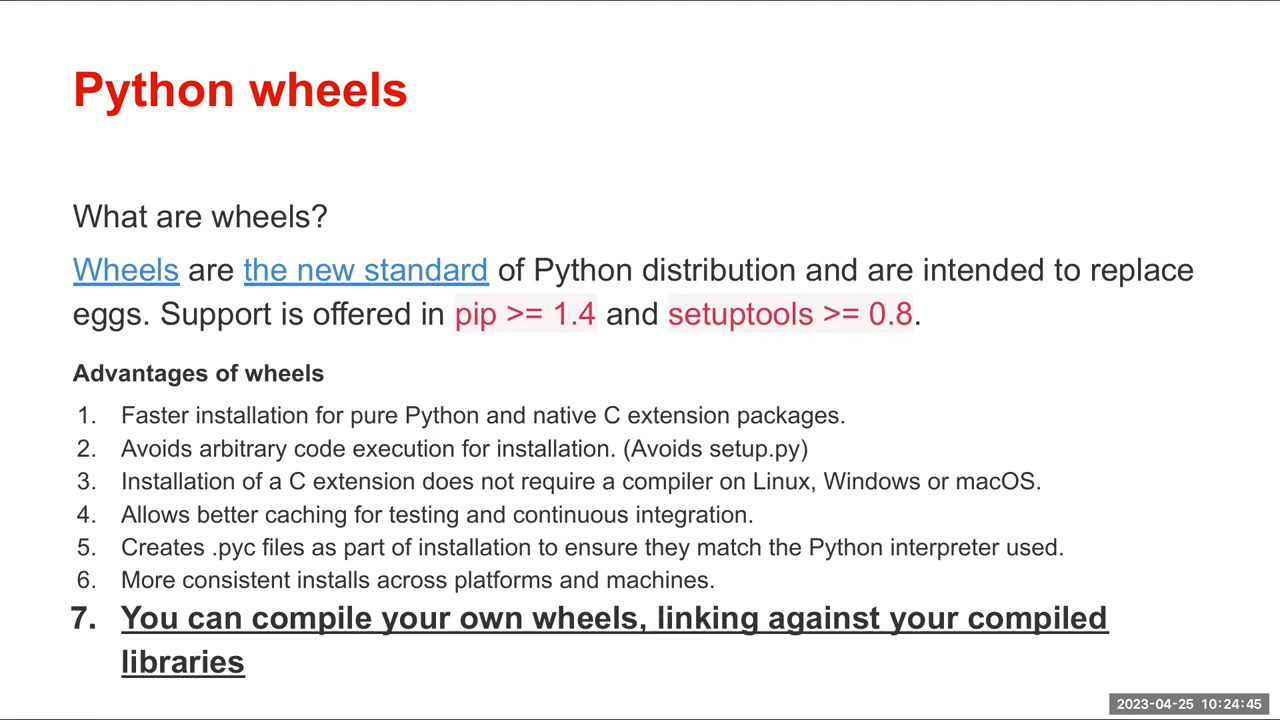 Python wheels
What are wheels?
Wheels are the new standard of Python distribution and are intended to replace
eggs. Support is offered in pip >= 1.4 and setuptools >= 0.8.
Advantages of wheels
1. Faster installation for pure Python and native C extension packages.
2. Avoids arbitrary code execution for installation. (Avoids setup.py)
3. Installation of a C extension does not require a compiler on Linux, Windows or macOS.
4. Allows better caching for testing and continuous integration.
5. Creates .pyc files as part of installation to ensure they match the Python interpreter used.
6. More consistent installs across platforms and machines.
7. You can compile your own wheels, linking against your compiled
libraries
2023-04-25 10:24:45